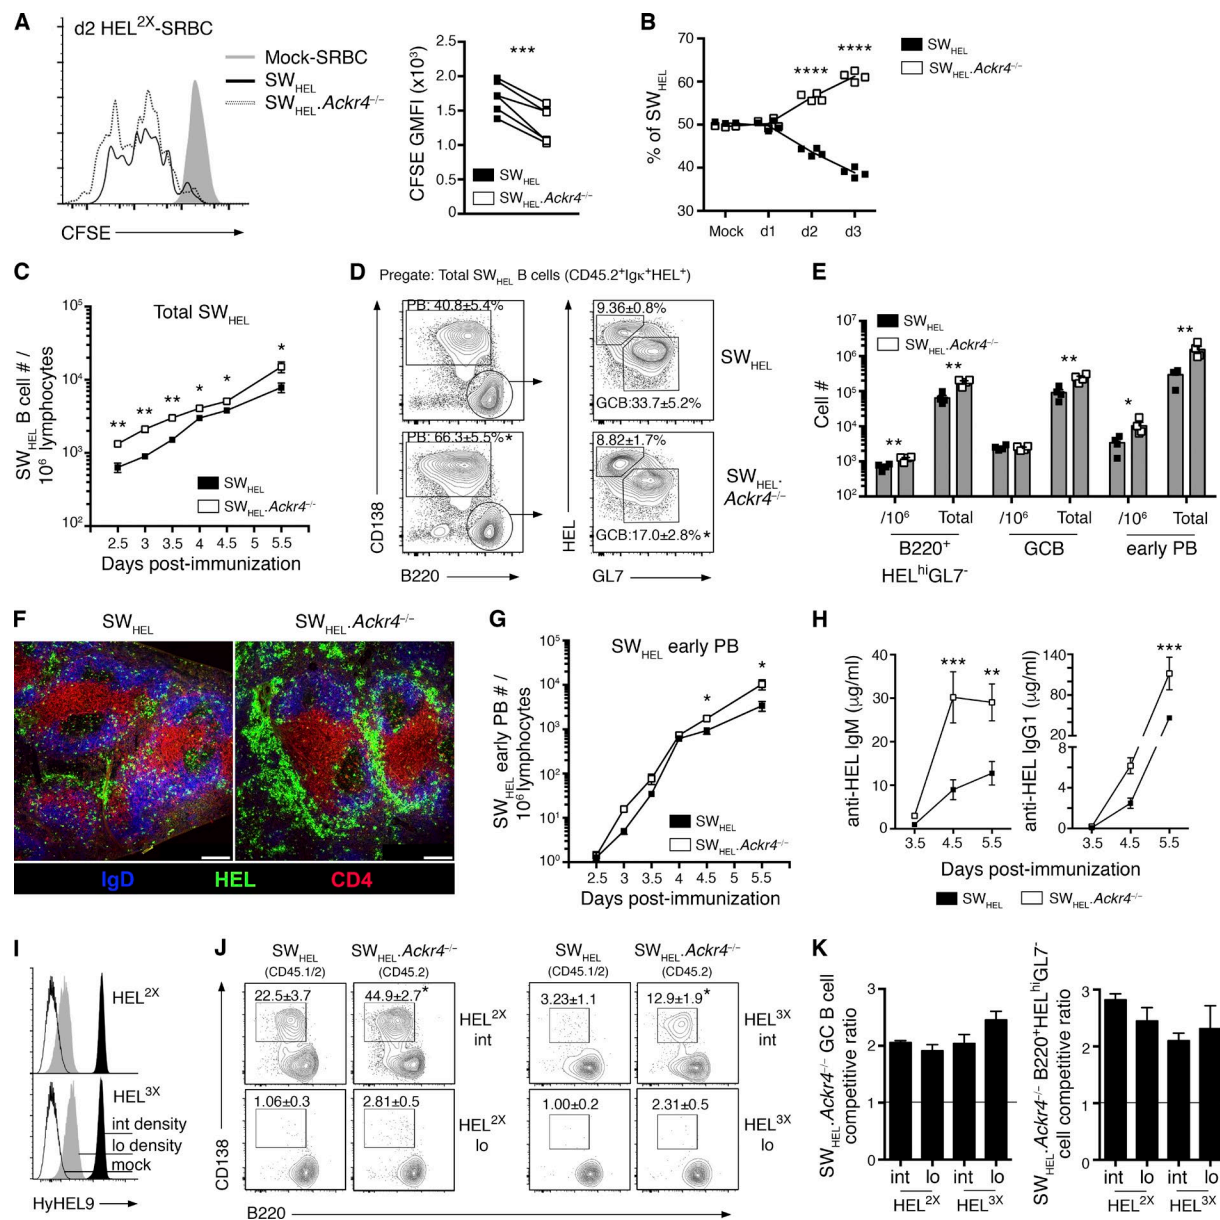 A
d2 HEL2X-SRBC
Mock-SRBC
SWHEL
SWHEL.Ackr4–/–
CFSE
CFSE GMFI (x10³)
2.5
2.0
1.5
1.0
0.5
0
***
SWHEL
SWHEL.Ackr4–/–
B
% of SWHEL
70
60
50
40
30
****
****
Mock d1 d2 d3
SWHEL
SWHEL.Ackr4–/–
C
Total SWHEL
SWHEL B cell # /
10⁶ lymphocytes
10⁵
10⁴
10³
10²
** ** ** * * *
SWHEL
SWHEL.Ackr4–/–
2.5 3 3.5 4 4.5 5 5.5
Days post-immunization
D
Pregate: Total SWHEL B cells (CD45.2⁺Igκ⁺HEL⁺)
PB: 40.8±5.4%
9.36±0.8%
GCB:33.7±5.2%
SWHEL
PB: 66.3±5.5%*
8.82±1.7%
GCB:17.0±2.8%*
SWHEL.
Ackr4–/–
CD138
B220
HEL
GL7
E
Cell #
10⁷
10⁶
10⁵
10⁴
10³
10²
SWHEL
SWHEL.Ackr4–/–
** ** ** * **
/10⁶ Total /10⁶ Total /10⁶ Total
B220⁺
HELhiGL7⁻
GCB
early PB
F
SWHEL
SWHEL.Ackr4–/–
IgD HEL CD4
G
SWHEL early PB
SWHEL early PB # /
10⁶ lymphocytes
10⁵
10⁴
10³
10²
10¹
10⁰
* *
SWHEL
SWHEL.Ackr4–/–
2.5 3 3.5 4 4.5 5 5.5
Days post-immunization
H
anti-HEL IgM (µg/ml)
40
30
20
10
0
*** **
3.5 4.5 5.5
anti-HEL IgG1 (µg/ml)
140
100
60
20
8
4
0
***
3.5 4.5 5.5
Days post-immunization
SWHEL
SWHEL.Ackr4–/–
I
HEL2X
HEL3X
int density
lo density
mock
HyHEL9
J
SWHEL
(CD45.1/2)
SWHEL.Ackr4–/–
(CD45.2)
SWHEL
(CD45.1/2)
SWHEL.Ackr4–/–
(CD45.2)
22.5±3.7
44.9±2.7*
HEL2X
int
3.23±1.1
12.9±1.9*
HEL3X
int
1.06±0.3
2.81±0.5
HEL2X
lo
1.00±0.2
2.31±0.5
HEL3X
lo
CD138
B220
K
SWHEL.Ackr4–/– GC B cell
competitive ratio
3
2
1
0
int lo int lo
HEL2X HEL3X
SWHEL.Ackr4–/– B220⁺HELhiGL7⁻
cell competitive ratio
3
2
1
0
int lo int lo
HEL2X HEL3X